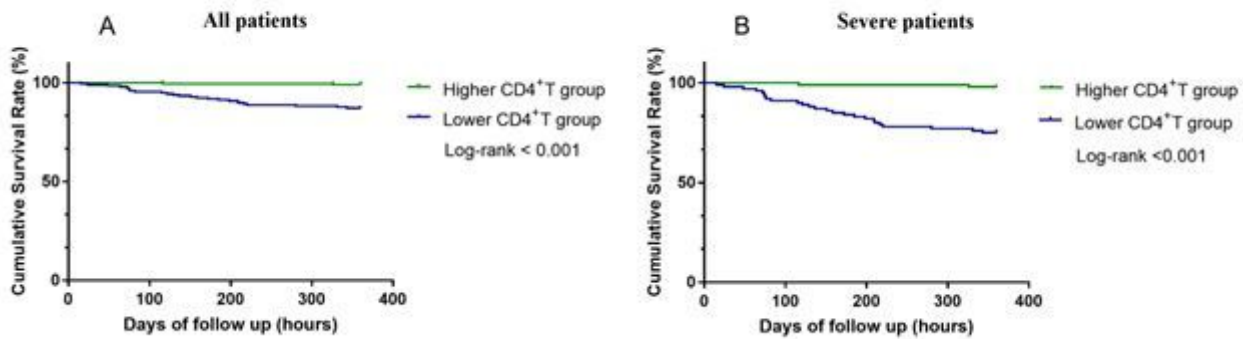 A
All patients
Cumulative Survival Rate (%)
100
50
0
0 100 200 300 400
Days of follow up (hours)
Higher CD4⁺T group
Lower CD4⁺T group
Log-rank < 0.001
B
Severe patients
Cumulative Survival Rate (%)
100
50
0
0 100 200 300 400
Days of follow up (hours)
Higher CD4⁺T group
Lower CD4⁺T group
Log-rank <0.001